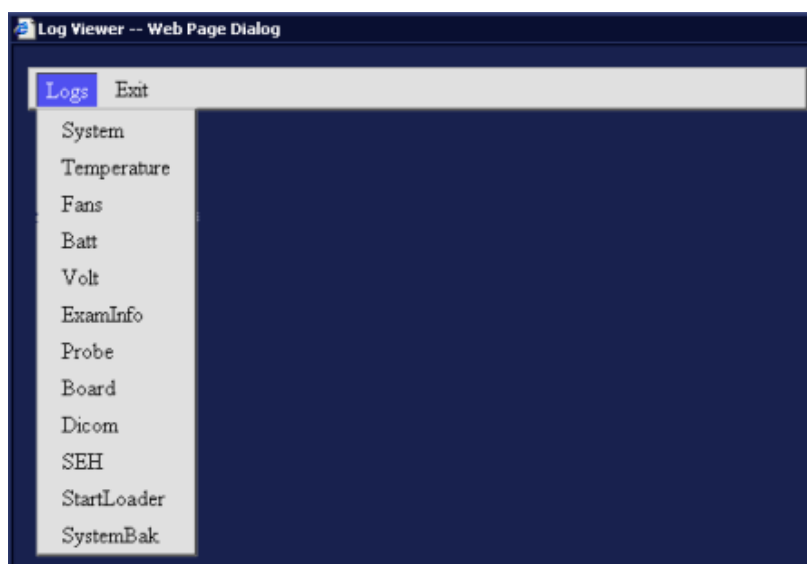 Log Viewer -- Web Page Dialog
Logs Exit
System
Temperature
Fans
Batt
Volt
ExamInfo
Probe
Board
Dicom
SEH
StartLoader
SystemBak